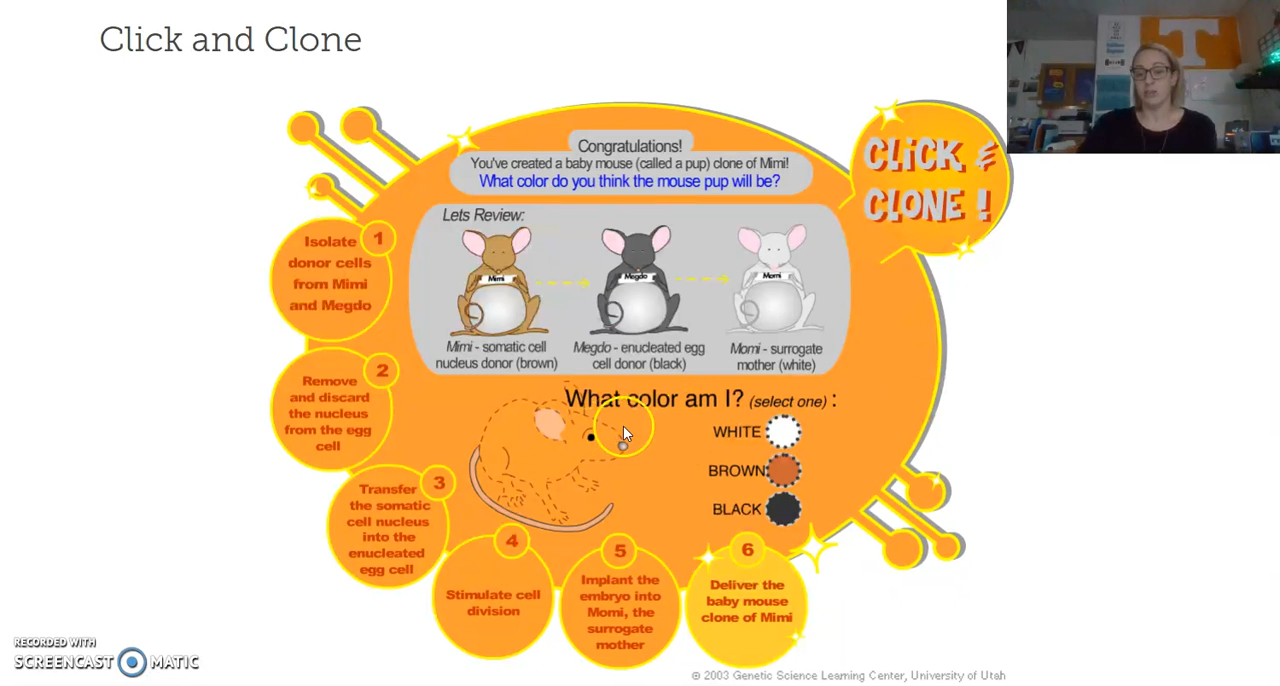 Click and Clone
Congratulations!
You've created a baby mouse (called a pup) clone of Mimi!
What color do you think the mouse pup will be?
CLICK &
CLONE !
Lets Review:
Mimi
Megdo
Momi
Mimi - somatic cell
nucleus donor (brown)
Megdo - enucleated egg
cell donor (black)
Momi - surrogate
mother (white)
1
Isolate
donor cells
from Mimi
and Megdo
2
Remove
and discard
the nucleus
from the egg
cell
3
Transfer
the somatic
cell nucleus
into the
enucleated
egg cell
4
Stimulate cell
division
5
Implant the
embryo into
Momi, the
surrogate
mother
6
Deliver the
baby mouse
clone of Mimi
What color am I? (select one) :
WHITE
BROWN
BLACK
T
RECORDED WITH
SCREENCAST MATIC
© 2003 Genetic Science Learning Center, University of Utah